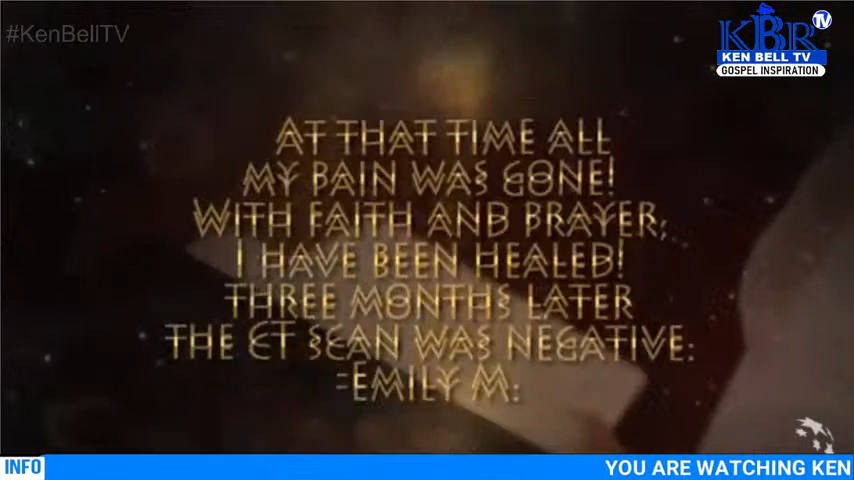 #KenBellTV
KBR TV
KEN BELL TV
GOSPEL INSPIRATION
AT THAT TIME ALL
MY PAIN WAS GONE!
WITH FAITH AND PRAYER,
I HAVE BEEN HEALED!
THREE MONTHS LATER
THE CT SCAN WAS NEGATIVE.
-EMILY M.
INFO
YOU ARE WATCHING KEN